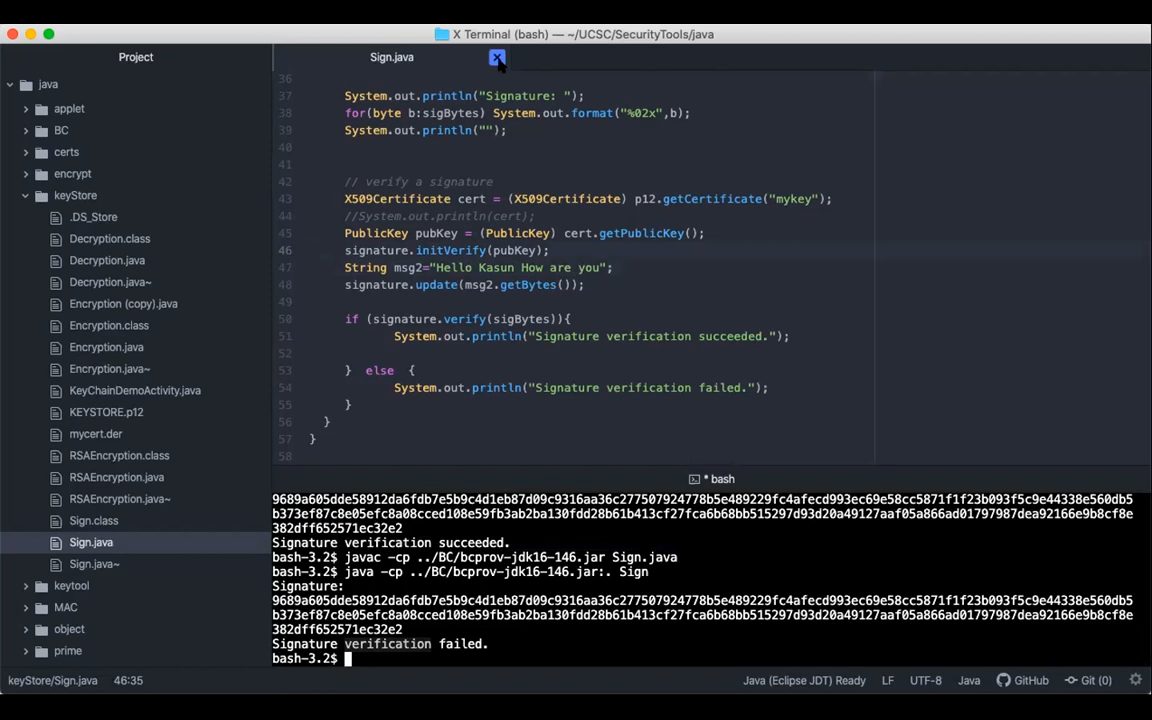 X Terminal (bash) — ~/UCSC/SecurityTools/java
Project
Sign.java
java
applet
BC
certs
encrypt
keyStore
.DS_Store
Decryption.class
Decryption.java
Decryption.java~
Encryption (copy).java
Encryption.class
Encryption.java
Encryption.java~
KeyChainDemoActivity.java
KEYSTORE.p12
mycert.der
RSAEncryption.class
RSAEncryption.java
RSAEncryption.java~
Sign.class
Sign.java
Sign.java~
keytool
MAC
object
prime
36
37 System.out.println("Signature: ");
38 for(byte b:sigBytes) System.out.format("%02x",b);
39 System.out.println("");
40
41
42 // verify a signature
43 X509Certificate cert = (X509Certificate) p12.getCertificate("mykey");
44 //System.out.println(cert);
45 PublicKey pubKey = (PublicKey) cert.getPublicKey();
46 signature.initVerify(pubKey);
47 String msg2="Hello Kasun How are you";
48 signature.update(msg2.getBytes());
49
50 if (signature.verify(sigBytes)){
51 System.out.println("Signature verification succeeded.");
52
53 } else {
54 System.out.println("Signature verification failed.");
55 }
56 }
57 }
58
* bash
9689a605dde58912da6fdb7e5b9c4d1eb87d09c9316aa36c277507924778b5e489229fc4afecd993ec69e58cc5871f1f23b093f5c9e44338e560db5
b373ef87c8e05efc8a08cced108e59fb3ab2ba130fdd28b61b413cf27fca6b68bb515297d93d20a49127aaf05a866ad01797987dea92166e9b8cf8e
382dff652571ec32e2
Signature verification succeeded.
bash-3.2$ javac -cp ../BC/bcprov-jdk16-146.jar Sign.java
bash-3.2$ java -cp ../BC/bcprov-jdk16-146.jar:. Sign
Signature:
9689a605dde58912da6fdb7e5b9c4d1eb87d09c9316aa36c277507924778b5e489229fc4afecd993ec69e58cc5871f1f23b093f5c9e44338e560db5
b373ef87c8e05efc8a08cced108e59fb3ab2ba130fdd28b61b413cf27fca6b68bb515297d93d20a49127aaf05a866ad01797987dea92166e9b8cf8e
382dff652571ec32e2
Signature verification failed.
bash-3.2$
keyStore/Sign.java 46:35 Java (Eclipse JDT) Ready LF UTF-8 Java GitHub Git (0)